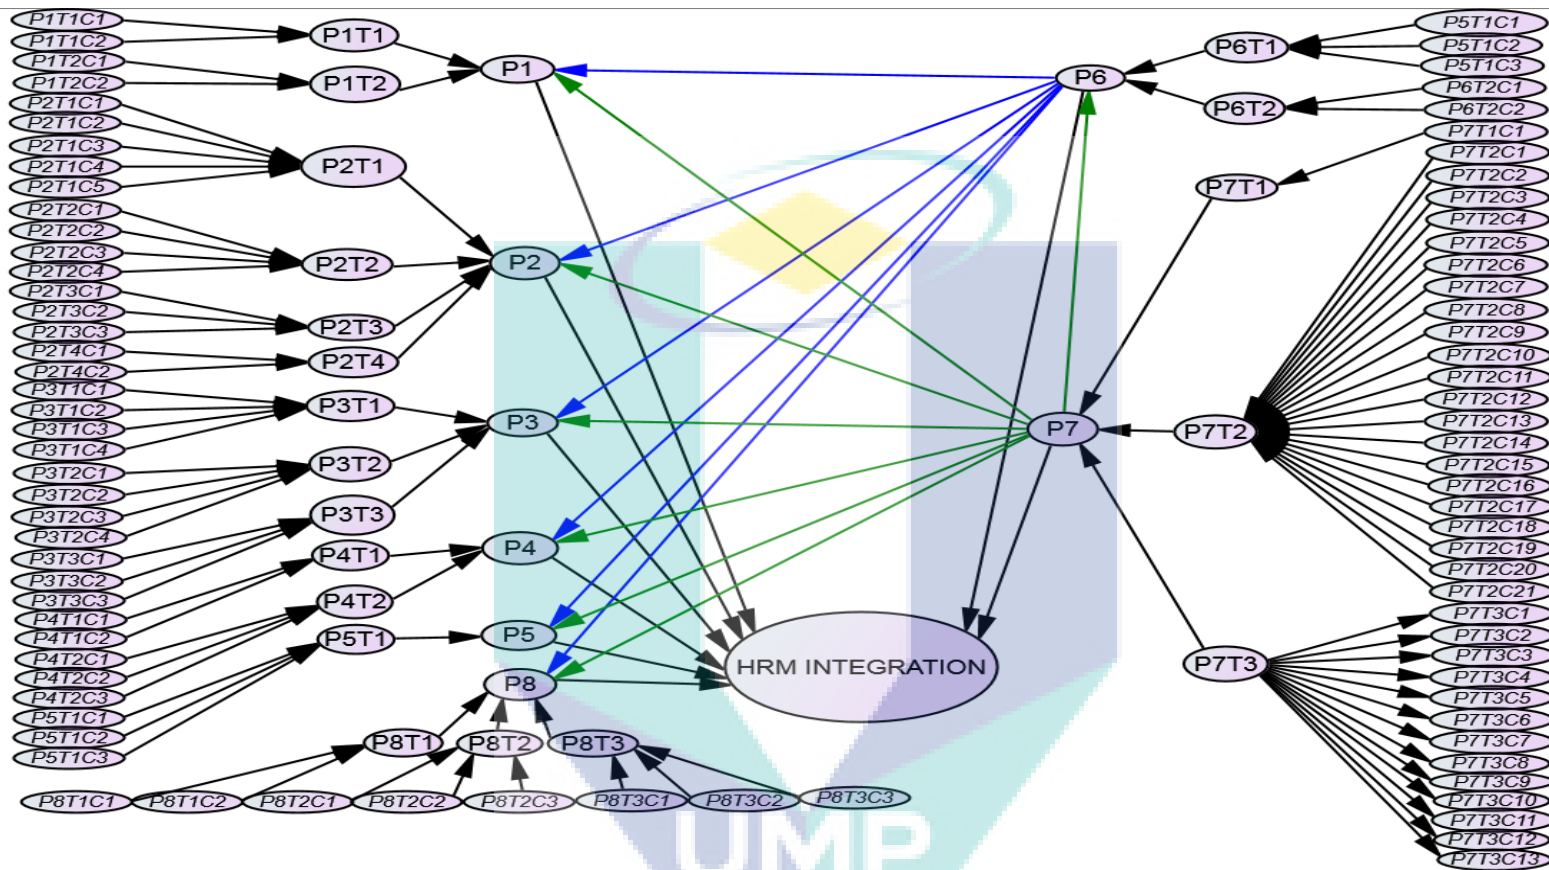 P1T1C1
P1T1C2
P1T2C1
P1T2C2
P2T1C1
P2T1C2
P2T1C3
P2T1C4
P2T1C5
P2T2C1
P2T2C2
P2T2C3
P2T2C4
P2T3C1
P2T3C2
P2T3C3
P2T4C1
P2T4C2
P3T1C1
P3T1C2
P3T1C3
P3T1C4
P3T2C1
P3T2C2
P3T2C3
P3T2C4
P3T3C1
P3T3C2
P3T3C3
P4T1C1
P4T1C2
P4T2C1
P4T2C2
P4T2C3
P5T1C1
P5T1C2
P5T1C3
P1T1
P1T2
P2T1
P2T2
P2T3
P2T4
P3T1
P3T2
P3T3
P4T1
P4T2
P5T1
P1
P2
P3
P4
P5
P8
P8T1
P8T2
P8T3
P8T1C1
P8T1C2
P8T2C1
P8T2C2
P8T2C3
P8T3C1
P8T3C2
P8T3C3
HRM INTEGRATION
P6
P7
P6T1
P6T2
P7T1
P7T2
P7T3
P5T1C1
P5T1C2
P5T1C3
P6T2C1
P6T2C2
P7T1C1
P7T2C1
P7T2C2
P7T2C3
P7T2C4
P7T2C5
P7T2C6
P7T2C7
P7T2C8
P7T2C9
P7T2C10
P7T2C11
P7T2C12
P7T2C13
P7T2C14
P7T2C15
P7T2C16
P7T2C17
P7T2C18
P7T2C19
P7T2C20
P7T2C21
P7T3C1
P7T3C2
P7T3C3
P7T3C4
P7T3C5
P7T3C6
P7T3C7
P7T3C8
P7T3C9
P7T3C10
P7T3C11
P7T3C12
P7T3C13
UMP